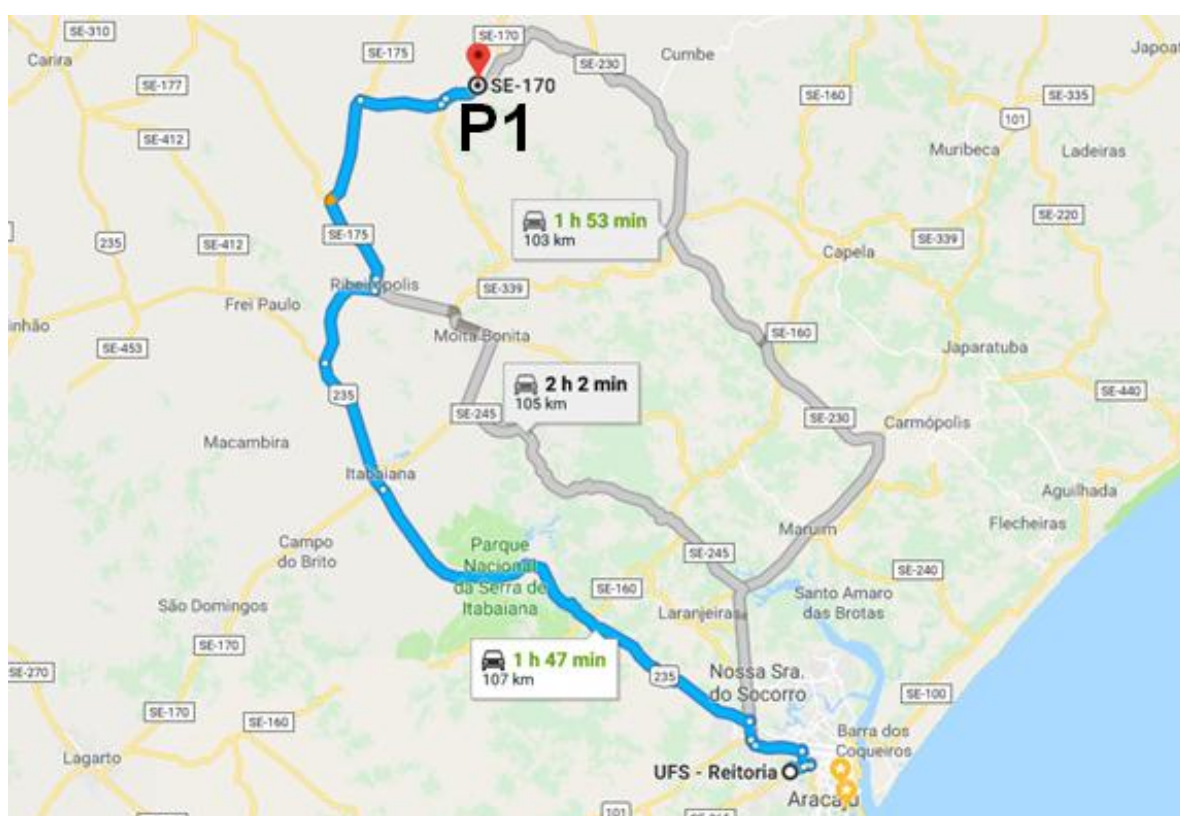 SE-310
SE-170
Carira
SE-175
Cumbe
Japoat
SE-230
SE-177
SE-170
P1
SE-160
SE-335
101
SE-412
Muribeca
Ladeiras
1 h 53 min
103 km
SE-220
SE-175
235
SE-412
SE-339
Capela
Ribeirópolis
SE-339
Frei Paulo
inhão
Moita Bonita
SE-160
SE-453
Japaratuba
2 h 2 min
105 km
235
SE-440
SE-245
SE-230
Carmópolis
Macambira
Itabaiana
Aguilhada
Flecheiras
Maruim
Campo
do Brito
Parque
Nacional
da Serra de
Itabaiana
SE-245
SE-240
SE-160
Santo Amaro
das Brotas
São Domingos
Laranjeiras
SE-170
1 h 47 min
107 km
SE-270
235
Nossa Sra.
do Socorro
SE-100
SE-170
SE-160
Barra dos
Coqueiros
Lagarto
UFS - Reitoria
Aracaju
101